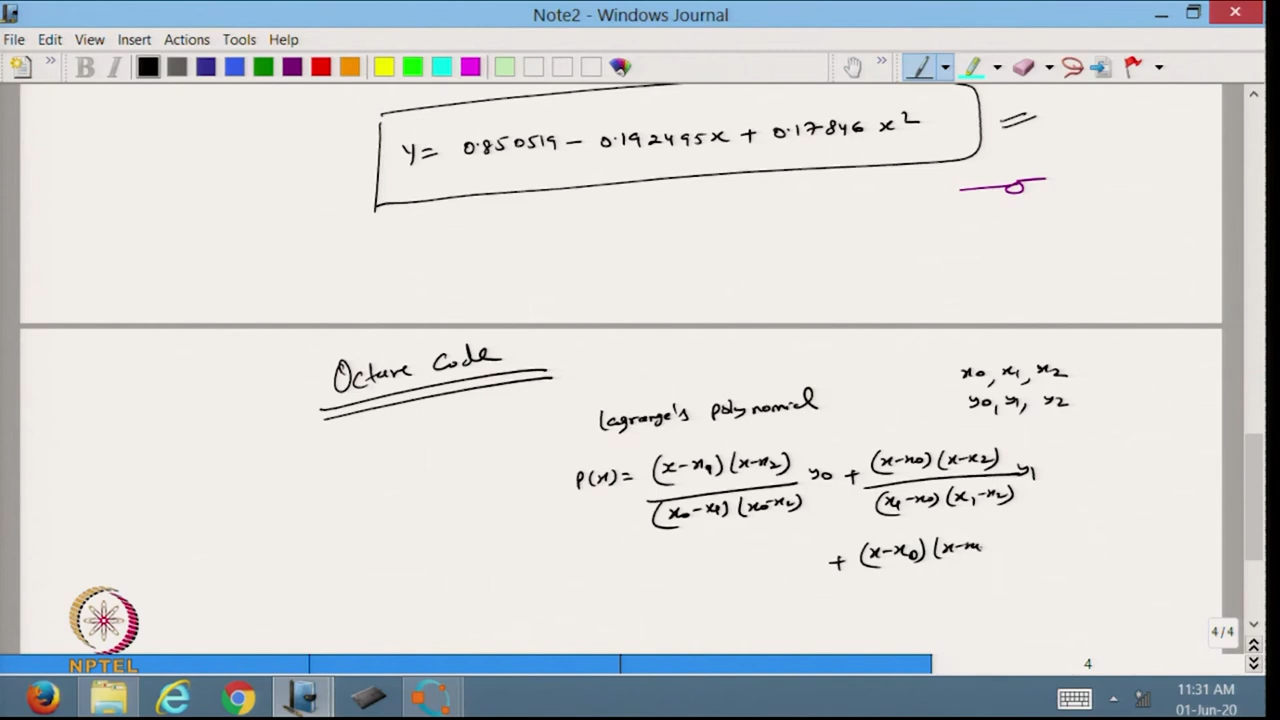 Note2 - Windows Journal
File Edit View Insert Actions Tools Help
y = 0.850519 - 0.192495x + 0.17846 x²
Octave Code
x0, x1, x2
y0, y1, y2
Lagrange's polynomial
P(x) = (x-x1)(x-x2) / (x0-x1)(x0-x2) y0 + (x-x0)(x-x2) / (x1-x0)(x1-x2) y1
+ (x-x0)(x-x
4/4
NPTEL
4
11:31 AM
01-Jun-20